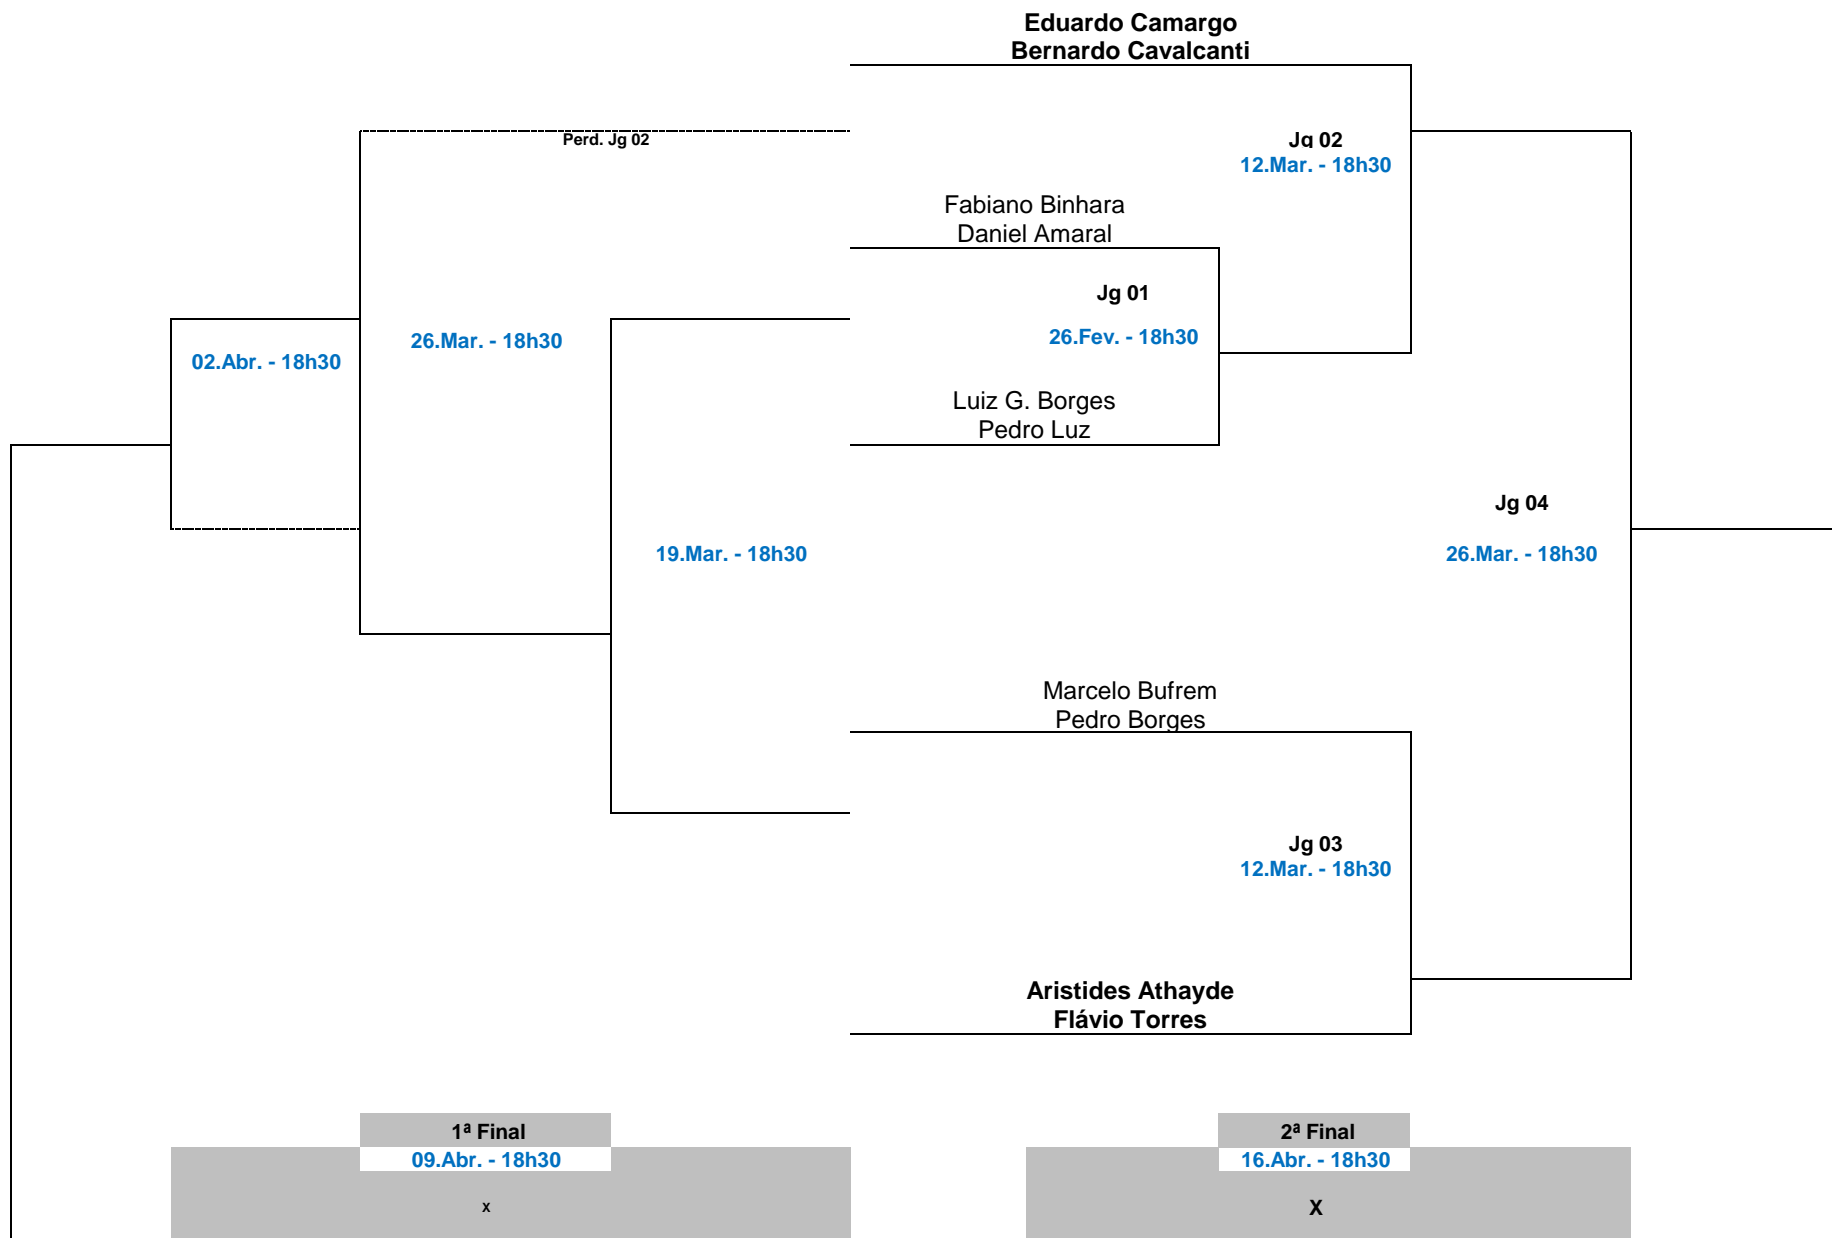 Eduardo Camargo
Bernardo Cavalcanti
Perd. Jg 02
Jg 02
12.Mar. - 18h30
Fabiano Binhara
Daniel Amaral
Jg 01
26.Fev. - 18h30
26.Mar. - 18h30
02.Abr. - 18h30
Luiz G. Borges
Pedro Luz
Jg 04
26.Mar. - 18h30
19.Mar. - 18h30
Marcelo Bufrem
Pedro Borges
Jg 03
12.Mar. - 18h30
Aristides Athayde
Flávio Torres
1ª Final
09.Abr. - 18h30
x
2ª Final
16.Abr. - 18h30
X